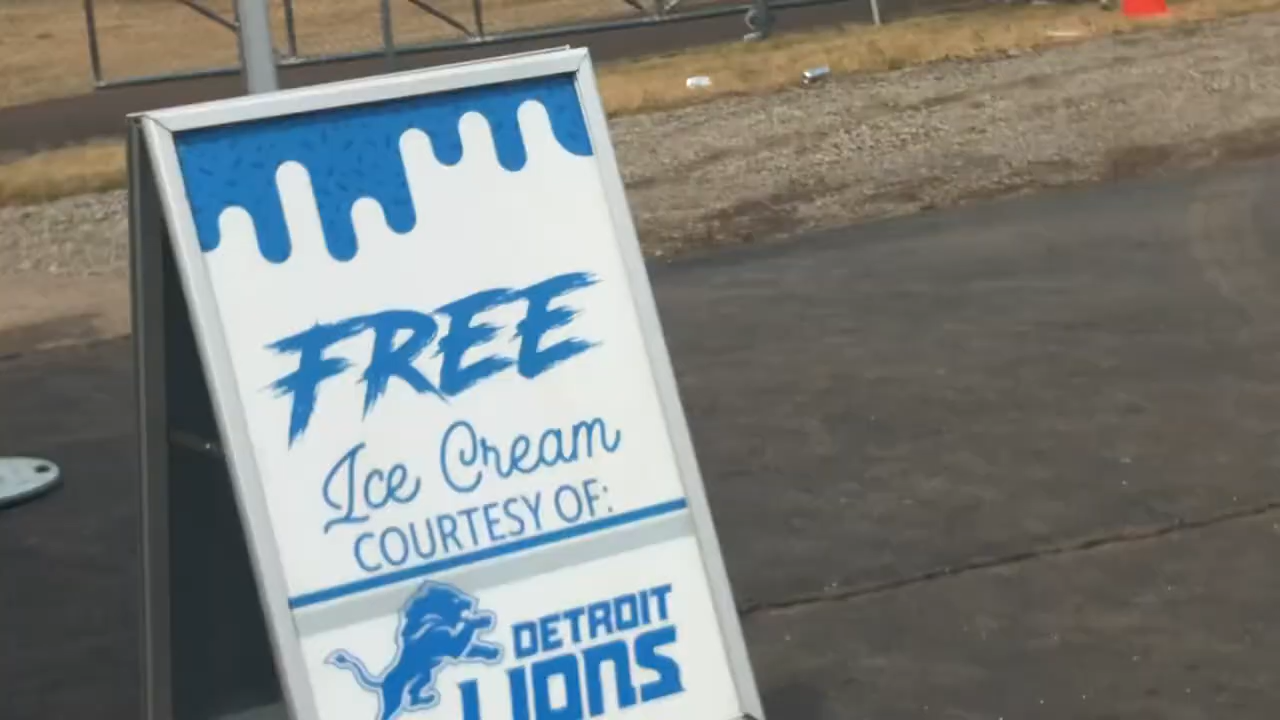 FREE
Ice Cream
COURTESY OF:
DETROIT
LIONS